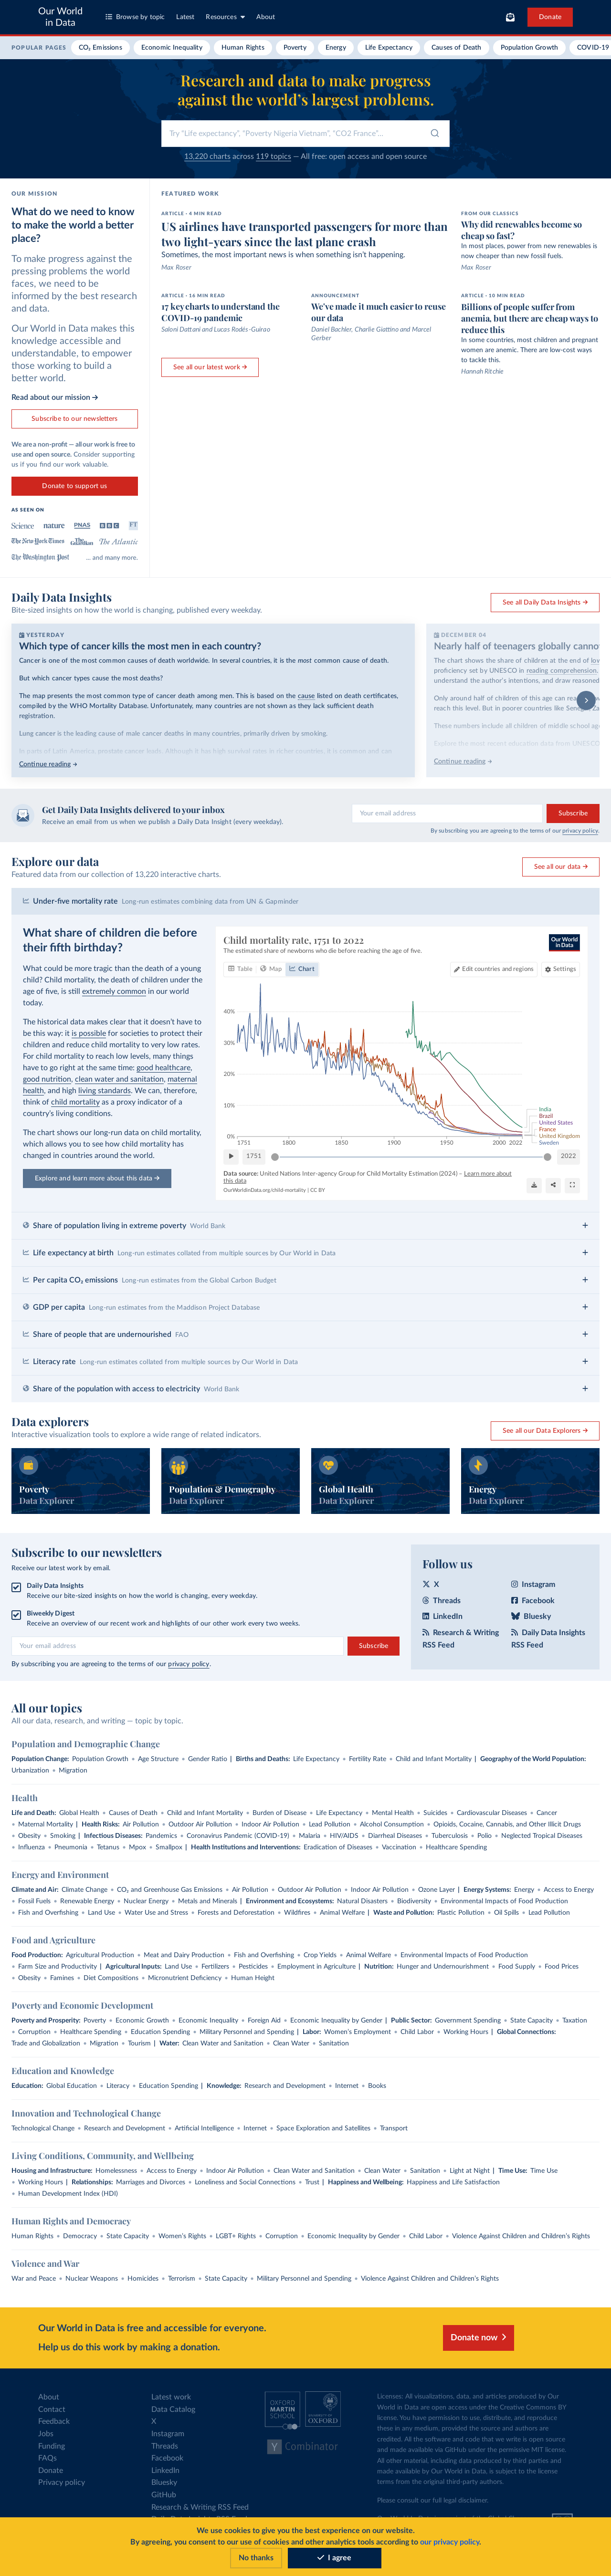 Our World
in Data
Browse by topic
Latest
Resources
About
Donate
POPULAR PAGES
CO₂ Emissions
Economic Inequality
Human Rights
Poverty
Energy
Life Expectancy
Causes of Death
Population Growth
COVID-19
Research and data to make progress
against the world's largest problems.
Try "Life expectancy", "Poverty Nigeria Vietnam", "CO2 France"...
13,220 charts across 119 topics — All free: open access and open source
OUR MISSION
What do we need to know
to make the world a better
place?
To make progress against the
pressing problems the world
faces, we need to be
informed by the best research
and data.
Our World in Data makes this
knowledge accessible and
understandable, to empower
those working to build a
better world.
Read about our mission →
Subscribe to our newsletters
We are a non-profit — all our work is free to
use and open source. Consider supporting
us if you find our work valuable.
Donate to support us
AS SEEN ON
Science
nature
PNAS
BBC
FT
The New York Times
The Guardian
The Atlantic
The Washington Post
... and many more.
FEATURED WORK
ARTICLE - 4 MIN READ
US airlines have transported passengers for more than
two light-years since the last plane crash
Sometimes, the most important news is when something isn't happening.
Max Roser
FROM OUR CLASSICS
Why did renewables become so
cheap so fast?
In most places, power from new renewables is
now cheaper than new fossil fuels.
Max Roser
ARTICLE - 16 MIN READ
17 key charts to understand the
COVID-19 pandemic
Saloni Dattani and Lucas Rodés-Guirao
ANNOUNCEMENT
We've made it much easier to reuse
our data
Daniel Bachler, Charlie Giattino and Marcel
Gerber
ARTICLE - 10 MIN READ
Billions of people suffer from
anemia, but there are cheap ways to
reduce this
In some countries, most children and pregnant
women are anemic. There are low-cost ways
to tackle this.
Hannah Ritchie
See all our latest work →
Daily Data Insights
Bite-sized insights on how the world is changing, published every weekday.
See all Daily Data Insights →
YESTERDAY
Which type of cancer kills the most men in each country?
Cancer is one of the most common causes of death worldwide. In several countries, it is the most common cause of death.
But which cancer types cause the most deaths?
The map presents the most common type of cancer death among men. This is based on the cause listed on death certificates,
compiled by the WHO Mortality Database. Unfortunately, many countries are not shown as they lack sufficient death
registration.
Lung cancer is the leading cause of male cancer deaths in many countries, primarily driven by smoking.
Continue reading →
DECEMBER 04
Nearly half of teenagers globally canno
The chart shows the share of children at the end of lov
proficiency set by UNESCO in reading comprehension.
understand the author's intentions, and draw reasoned
Only around half of children of this age can rea
reach this level. But in poorer countries like Sene
These numbers include all children of middle school age
Continue reading →
Get Daily Data Insights delivered to your inbox
Receive an email from us when we publish a Daily Data Insight (every weekday).
Your email address
Subscribe
By subscribing you are agreeing to the terms of our privacy policy.
Explore our data
Featured data from our collection of 13,220 interactive charts.
See all our data →
Under-five mortality rate Long-run estimates combining data from UN & Gapminder
What share of children die before
their fifth birthday?
What could be more tragic than the death of a young
child? Child mortality, the death of children under the
age of five, is still extremely common in our world
today.
The historical data makes clear that it doesn't have to
be this way: it is possible for societies to protect their
children and reduce child mortality to very low rates.
For child mortality to reach low levels, many things
have to go right at the same time: good healthcare,
good nutrition, clean water and sanitation, maternal
health, and high living standards. We can, therefore,
think of child mortality as a proxy indicator of a
country's living conditions.
The chart shows our long-run data on child mortality,
which allows you to see how child mortality has
changed in countries around the world.
Explore and learn more about this data →
Child mortality rate, 1751 to 2022
The estimated share of newborns who die before reaching the age of five.
Our World
in Data
Table
Map
Chart
Edit countries and regions
Settings
40%
30%
20%
10%
0%
1751
1800
1850
1900
1950
2000
2022
India
Brazil
United States
France
United Kingdom
Sweden
1751
2022
Data source: United Nations Inter-agency Group for Child Mortality Estimation (2024) – Learn more about
this data
OurWorldinData.org/child-mortality | CC BY
Share of population living in extreme poverty World Bank
Life expectancy at birth Long-run estimates collated from multiple sources by Our World in Data
Per capita CO₂ emissions Long-run estimates from the Global Carbon Budget
GDP per capita Long-run estimates from the Maddison Project Database
Share of people that are undernourished FAO
Literacy rate Long-run estimates collated from multiple sources by Our World in Data
Share of the population with access to electricity World Bank
Data explorers
Interactive visualization tools to explore a wide range of related indicators.
See all our Data Explorers →
Poverty
Data Explorer
Population & Demography
Data Explorer
Global Health
Data Explorer
Energy
Data Explorer
Subscribe to our newsletters
Receive our latest work by email.
Daily Data Insights
Receive our bite-sized insights on how the world is changing, every weekday.
Biweekly Digest
Receive an overview of our recent work and highlights of our other work every two weeks.
Your email address
Subscribe
By subscribing you are agreeing to the terms of our privacy policy.
Follow us
X
Instagram
Threads
Facebook
LinkedIn
Bluesky
Research & Writing
RSS Feed
Daily Data Insights
RSS Feed
All our topics
All our data, research, and writing — topic by topic.
Population and Demographic Change
Population Change: Population Growth • Age Structure • Gender Ratio | Births and Deaths: Life Expectancy • Fertility Rate • Child and Infant Mortality | Geography of the World Population:
Urbanization • Migration
Health
Life and Death: Global Health • Causes of Death • Child and Infant Mortality • Burden of Disease • Life Expectancy • Mental Health • Suicides • Cardiovascular Diseases • Cancer
• Maternal Mortality | Health Risks: Air Pollution • Outdoor Air Pollution • Indoor Air Pollution • Lead Pollution • Alcohol Consumption • Opioids, Cocaine, Cannabis, and Other Illicit Drugs
• Obesity • Smoking | Infectious Diseases: Pandemics • Coronavirus Pandemic (COVID-19) • Malaria • HIV/AIDS • Diarrheal Diseases • Tuberculosis • Polio • Neglected Tropical Diseases
• Influenza • Pneumonia • Tetanus • Mpox • Smallpox | Health Institutions and Interventions: Eradication of Diseases • Vaccination • Healthcare Spending
Energy and Environment
Climate and Air: Climate Change • CO₂ and Greenhouse Gas Emissions • Air Pollution • Outdoor Air Pollution • Indoor Air Pollution • Ozone Layer | Energy Systems: Energy • Access to Energy
• Fossil Fuels • Renewable Energy • Nuclear Energy • Metals and Minerals | Environment and Ecosystems: Natural Disasters • Biodiversity • Environmental Impacts of Food Production
• Fish and Overfishing • Land Use • Water Use and Stress • Forests and Deforestation • Wildfires • Animal Welfare | Waste and Pollution: Plastic Pollution • Oil Spills • Lead Pollution
Food and Agriculture
Food Production: Agricultural Production • Meat and Dairy Production • Fish and Overfishing • Crop Yields • Animal Welfare • Environmental Impacts of Food Production
• Farm Size and Productivity | Agricultural Inputs: Land Use • Fertilizers • Pesticides • Employment in Agriculture | Nutrition: Hunger and Undernourishment • Food Supply • Food Prices
• Obesity • Famines • Diet Compositions • Micronutrient Deficiency • Human Height
Poverty and Economic Development
Poverty and Prosperity: Poverty • Economic Growth • Economic Inequality • Foreign Aid • Economic Inequality by Gender | Public Sector: Government Spending • State Capacity • Taxation
• Corruption • Healthcare Spending • Education Spending • Military Personnel and Spending | Labor: Women's Employment • Child Labor • Working Hours | Global Connections:
Trade and Globalization • Migration • Tourism | Water: Clean Water and Sanitation • Clean Water • Sanitation
Education and Knowledge
Education: Global Education • Literacy • Education Spending | Knowledge: Research and Development • Internet • Books
Innovation and Technological Change
Technological Change • Research and Development • Artificial Intelligence • Internet • Space Exploration and Satellites • Transport
Living Conditions, Community, and Wellbeing
Housing and Infrastructure: Homelessness • Access to Energy • Indoor Air Pollution • Clean Water and Sanitation • Clean Water • Sanitation • Light at Night | Time Use: Time Use
• Working Hours | Relationships: Marriages and Divorces • Loneliness and Social Connections • Trust | Happiness and Wellbeing: Happiness and Life Satisfaction
• Human Development Index (HDI)
Human Rights and Democracy
Human Rights • Democracy • State Capacity • Women's Rights • LGBT+ Rights • Corruption • Economic Inequality by Gender • Child Labor • Violence Against Children and Children's Rights
Violence and War
War and Peace • Nuclear Weapons • Homicides • Terrorism • State Capacity • Military Personnel and Spending • Violence Against Children and Children's Rights
Our World in Data is free and accessible for everyone.
Help us do this work by making a donation.
Donate now
About
Contact
Feedback
Jobs
Funding
FAQs
Donate
Privacy policy
Latest work
Data Catalog
X
Instagram
Threads
Facebook
LinkedIn
Bluesky
GitHub
Research & Writing RSS Feed
OXFORD
MARTIN
SCHOOL
UNIVERSITY OF
OXFORD
Y Combinator
Licenses: All visualizations, data, and articles produced by Our
World in Data are open access under the Creative Commons BY
license. You have permission to use, distribute, and reproduce
these in any medium, provided the source and authors are
credited. All the software and code that we write is open source
and made available via GitHub under the permissive MIT license.
All other material, including data produced by third parties and
made available by Our World in Data, is subject to the license
terms from the original third-party authors.
Please consult our full legal disclaimer.
We use cookies to give you the best experience on our website.
By agreeing, you consent to our use of cookies and other analytics tools according to our privacy policy.
No thanks
I agree